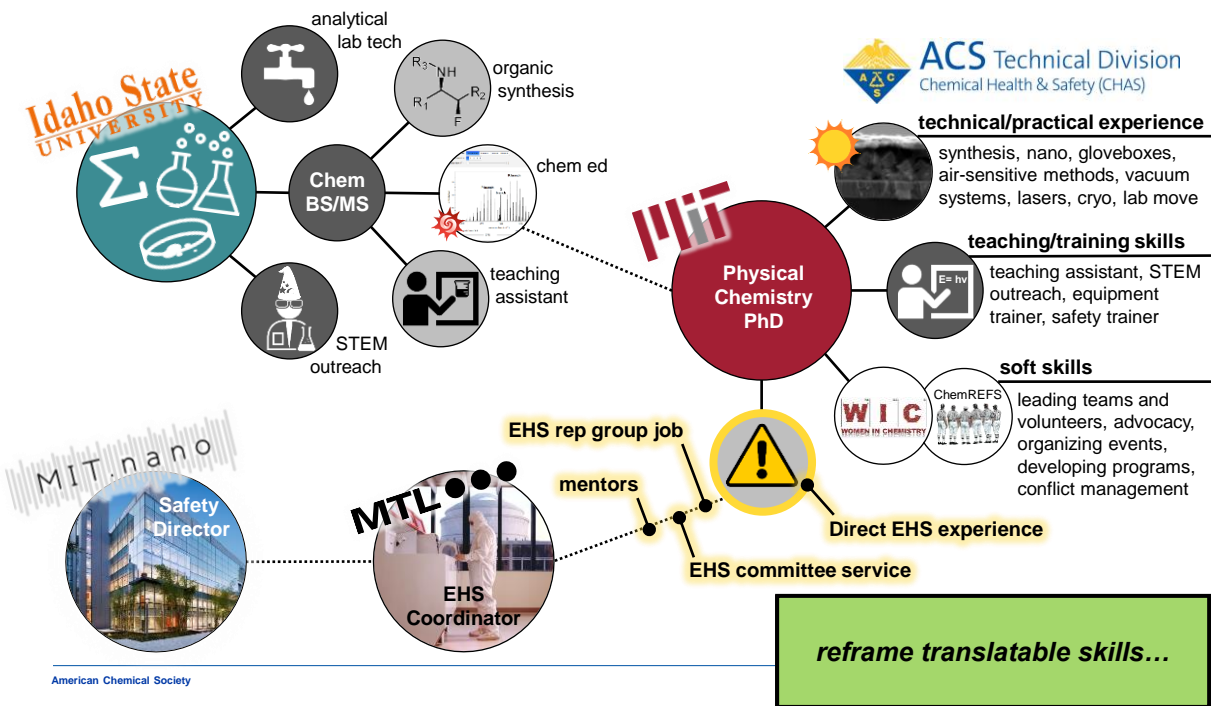 analytical
lab tech
Idaho State
UNIVERSITY
R3
NH
R1
R2
F
organic
synthesis
Σ
Chem
BS/MS
chem ed
teaching
assistant
STEM
outreach
ACS Technical Division
Chemical Health & Safety (CHAS)
A C S
technical/practical experience
synthesis, nano, gloveboxes,
air-sensitive methods, vacuum
systems, lasers, cryo, lab move
MIT
Physical
Chemistry
PhD
teaching/training skills
E= hv
teaching assistant, STEM
outreach, equipment
trainer, safety trainer
soft skills
WIC
WOMEN IN CHEMISTRY
ChemREFS
leading teams and
volunteers, advocacy,
organizing events,
developing programs,
conflict management
EHS rep group job
mentors
EHS committee service
Direct EHS experience
MIT.nano
Safety
Director
MTL
EHS
Coordinator
reframe translatable skills…
American Chemical Society